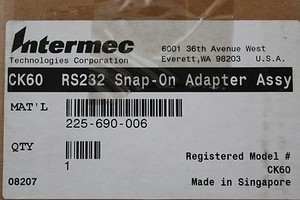 Intermec
Technologies Corporation
6001 36th Avenue West
Everett,WA 98203 U.S.A.
CK60 RS232 Snap-On Adapter Assy
MAT'L
225-690-006
QTY
1
Registered Model #
CK60
08207
Made in Singapore